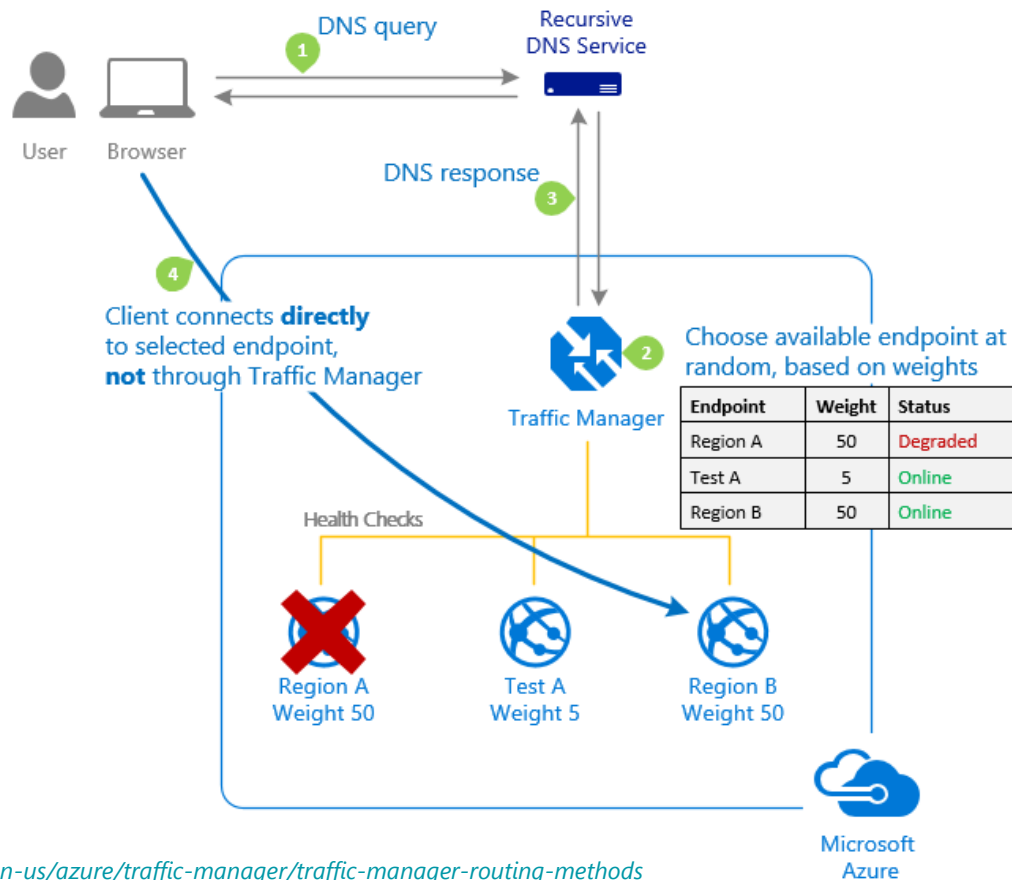 DNS query
Recursive
DNS Service
1
User
Browser
DNS response
3
4
Client connects directly
to selected endpoint,
not through Traffic Manager
2
Choose available endpoint at
random, based on weights
Traffic Manager
Endpoint Weight Status
Region A 50 Degraded
Test A 5 Online
Region B 50 Online
Health Checks
Region A
Weight 50
Test A
Weight 5
Region B
Weight 50
Microsoft
Azure
n-us/azure/traffic-manager/traffic-manager-routing-methods